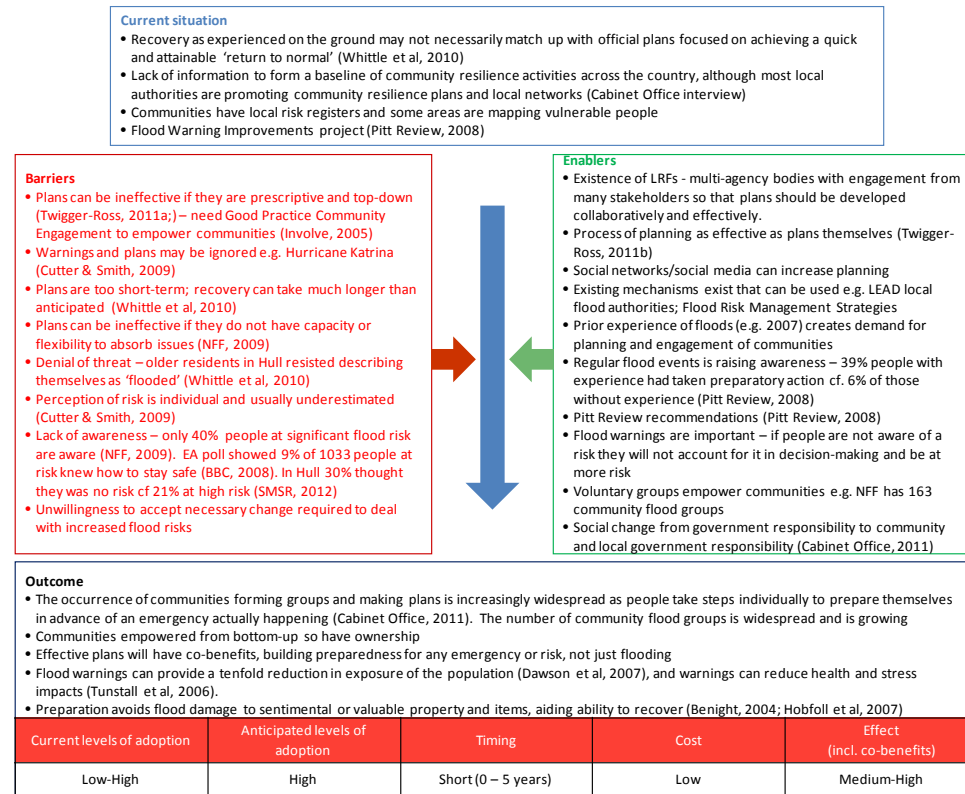 Current situation
• Recovery as experienced on the ground may not necessarily match up with official plans focused on achieving a quick
and attainable ‘return to normal’ (Whittle et al, 2010)
• Lack of information to form a baseline of community resilience activities across the country, although most local
authorities are promoting community resilience plans and local networks (Cabinet Office interview)
• Communities have local risk registers and some areas are mapping vulnerable people
• Flood Warning Improvements project (Pitt Review, 2008)
Barriers
• Plans can be ineffective if they are prescriptive and top-down
(Twigger-Ross, 2011a;) – need Good Practice Community
Engagement to empower communities (Involve, 2005)
• Warnings and plans may be ignored e.g. Hurricane Katrina
(Cutter & Smith, 2009)
• Plans are too short-term; recovery can take much longer than
anticipated (Whittle et al, 2010)
• Plans can be ineffective if they do not have capacity or
flexibility to absorb issues (NFF, 2009)
• Denial of threat – older residents in Hull resisted describing
themselves as ‘flooded’ (Whittle et al, 2010)
• Perception of risk is individual and usually underestimated
(Cutter & Smith, 2009)
• Lack of awareness – only 40% people at significant flood risk
are aware (NFF, 2009). EA poll showed 9% of 1033 people at
risk knew how to stay safe (BBC, 2008). In Hull 30% thought
they was no risk cf 21% at high risk (SMSR, 2012)
• Unwillingness to accept necessary change required to deal
with increased flood risks
Enablers
• Existence of LRFs - multi-agency bodies with engagement from
many stakeholders so that plans should be developed
collaboratively and effectively.
• Process of planning as effective as plans themselves (Twigger-
Ross, 2011b)
• Social networks/social media can increase planning
• Existing mechanisms exist that can be used e.g. LEAD local
flood authorities; Flood Risk Management Strategies
• Prior experience of floods (e.g. 2007) creates demand for
planning and engagement of communities
• Regular flood events is raising awareness – 39% people with
experience had taken preparatory action cf. 6% of those
without experience (Pitt Review, 2008)
• Pitt Review recommendations (Pitt Review, 2008)
• Flood warnings are important – if people are not aware of a
risk they will not account for it in decision-making and be at
more risk
• Voluntary groups empower communities e.g. NFF has 163
community flood groups
• Social change from government responsibility to community
and local government responsibility (Cabinet Office, 2011)
Outcome
• The occurrence of communities forming groups and making plans is increasingly widespread as people take steps individually to prepare themselves
in advance of an emergency actually happening (Cabinet Office, 2011). The number of community flood groups is widespread and is growing
• Communities empowered from bottom-up so have ownership
• Effective plans will have co-benefits, building preparedness for any emergency or risk, not just flooding
• Flood warnings can provide a tenfold reduction in exposure of the population (Dawson et al, 2007), and warnings can reduce health and stress
impacts (Tunstall et al, 2006).
• Preparation avoids flood damage to sentimental or valuable property and items, aiding ability to recover (Benight, 2004; Hobfoll et al, 2007)
Current levels of adoption
Anticipated levels of
adoption
Timing
Cost
Effect
(incl. co-benefits)
Low-High
High
Short (0 – 5 years)
Low
Medium-High